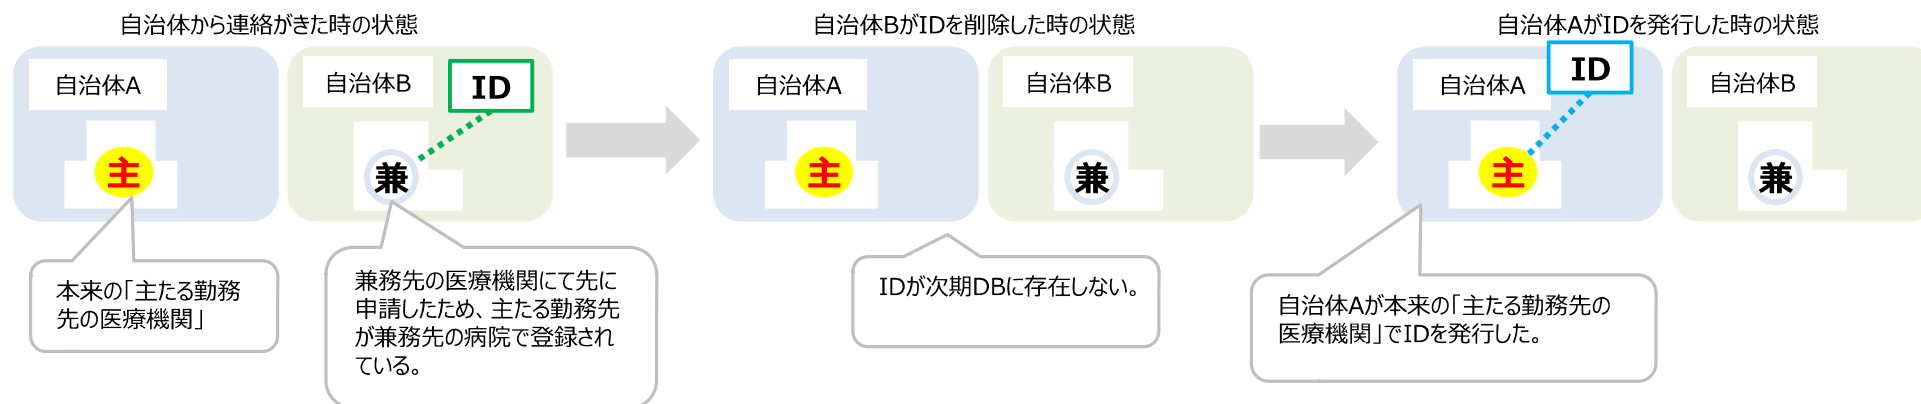 自治体から連絡がきた時の状態
自治体A
自治体B
ID
主
兼
本来の「主たる勤務
先の医療機関」
兼務先の医療機関にて先に
申請したため、主たる勤務先
が兼務先の病院で登録され
ている。
自治体BがIDを削除した時の状態
自治体A
自治体B
主
兼
IDが次期DBに存在しない。
自治体AがIDを発行した時の状態
自治体A
ID
自治体B
主
兼
自治体Aが本来の「主たる勤務先の
医療機関」でIDを発行した。